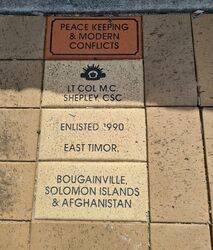 PEACE KEEPING
& MODERN
CONFLICTS
LT COL M.C.
SHEPLEY, CSC
ENLISTED 1990
EAST TIMOR,
BOUGAINVILLE,
SOLOMON ISLANDS
& AFGHANISTAN